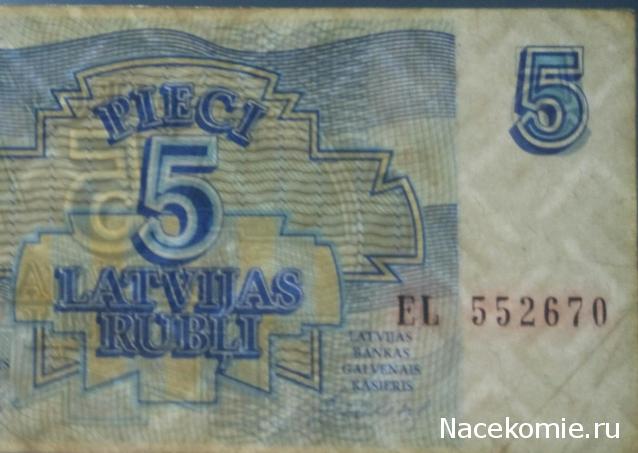 PIECI
5
5
LATVIJAS
RUBĻI
EL 552670
LATVIJAS
BANKAS
GALVENAIS
KASIERIS
Nacekomie.ru